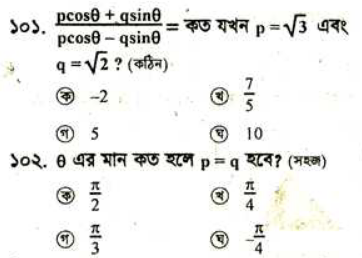 ১০১. (pcosθ + qsinθ)/(pcosθ − qsinθ) = কত যখন p = √3 এবং
q = √2 ? (কঠিন)
ক -2 খ 7/5
গ 5 ঘ 10
১০২. θ এর মান কত হলে p = q হবে? (সহজ)
ক π/2 খ π/4
গ π/3 ঘ -π/4